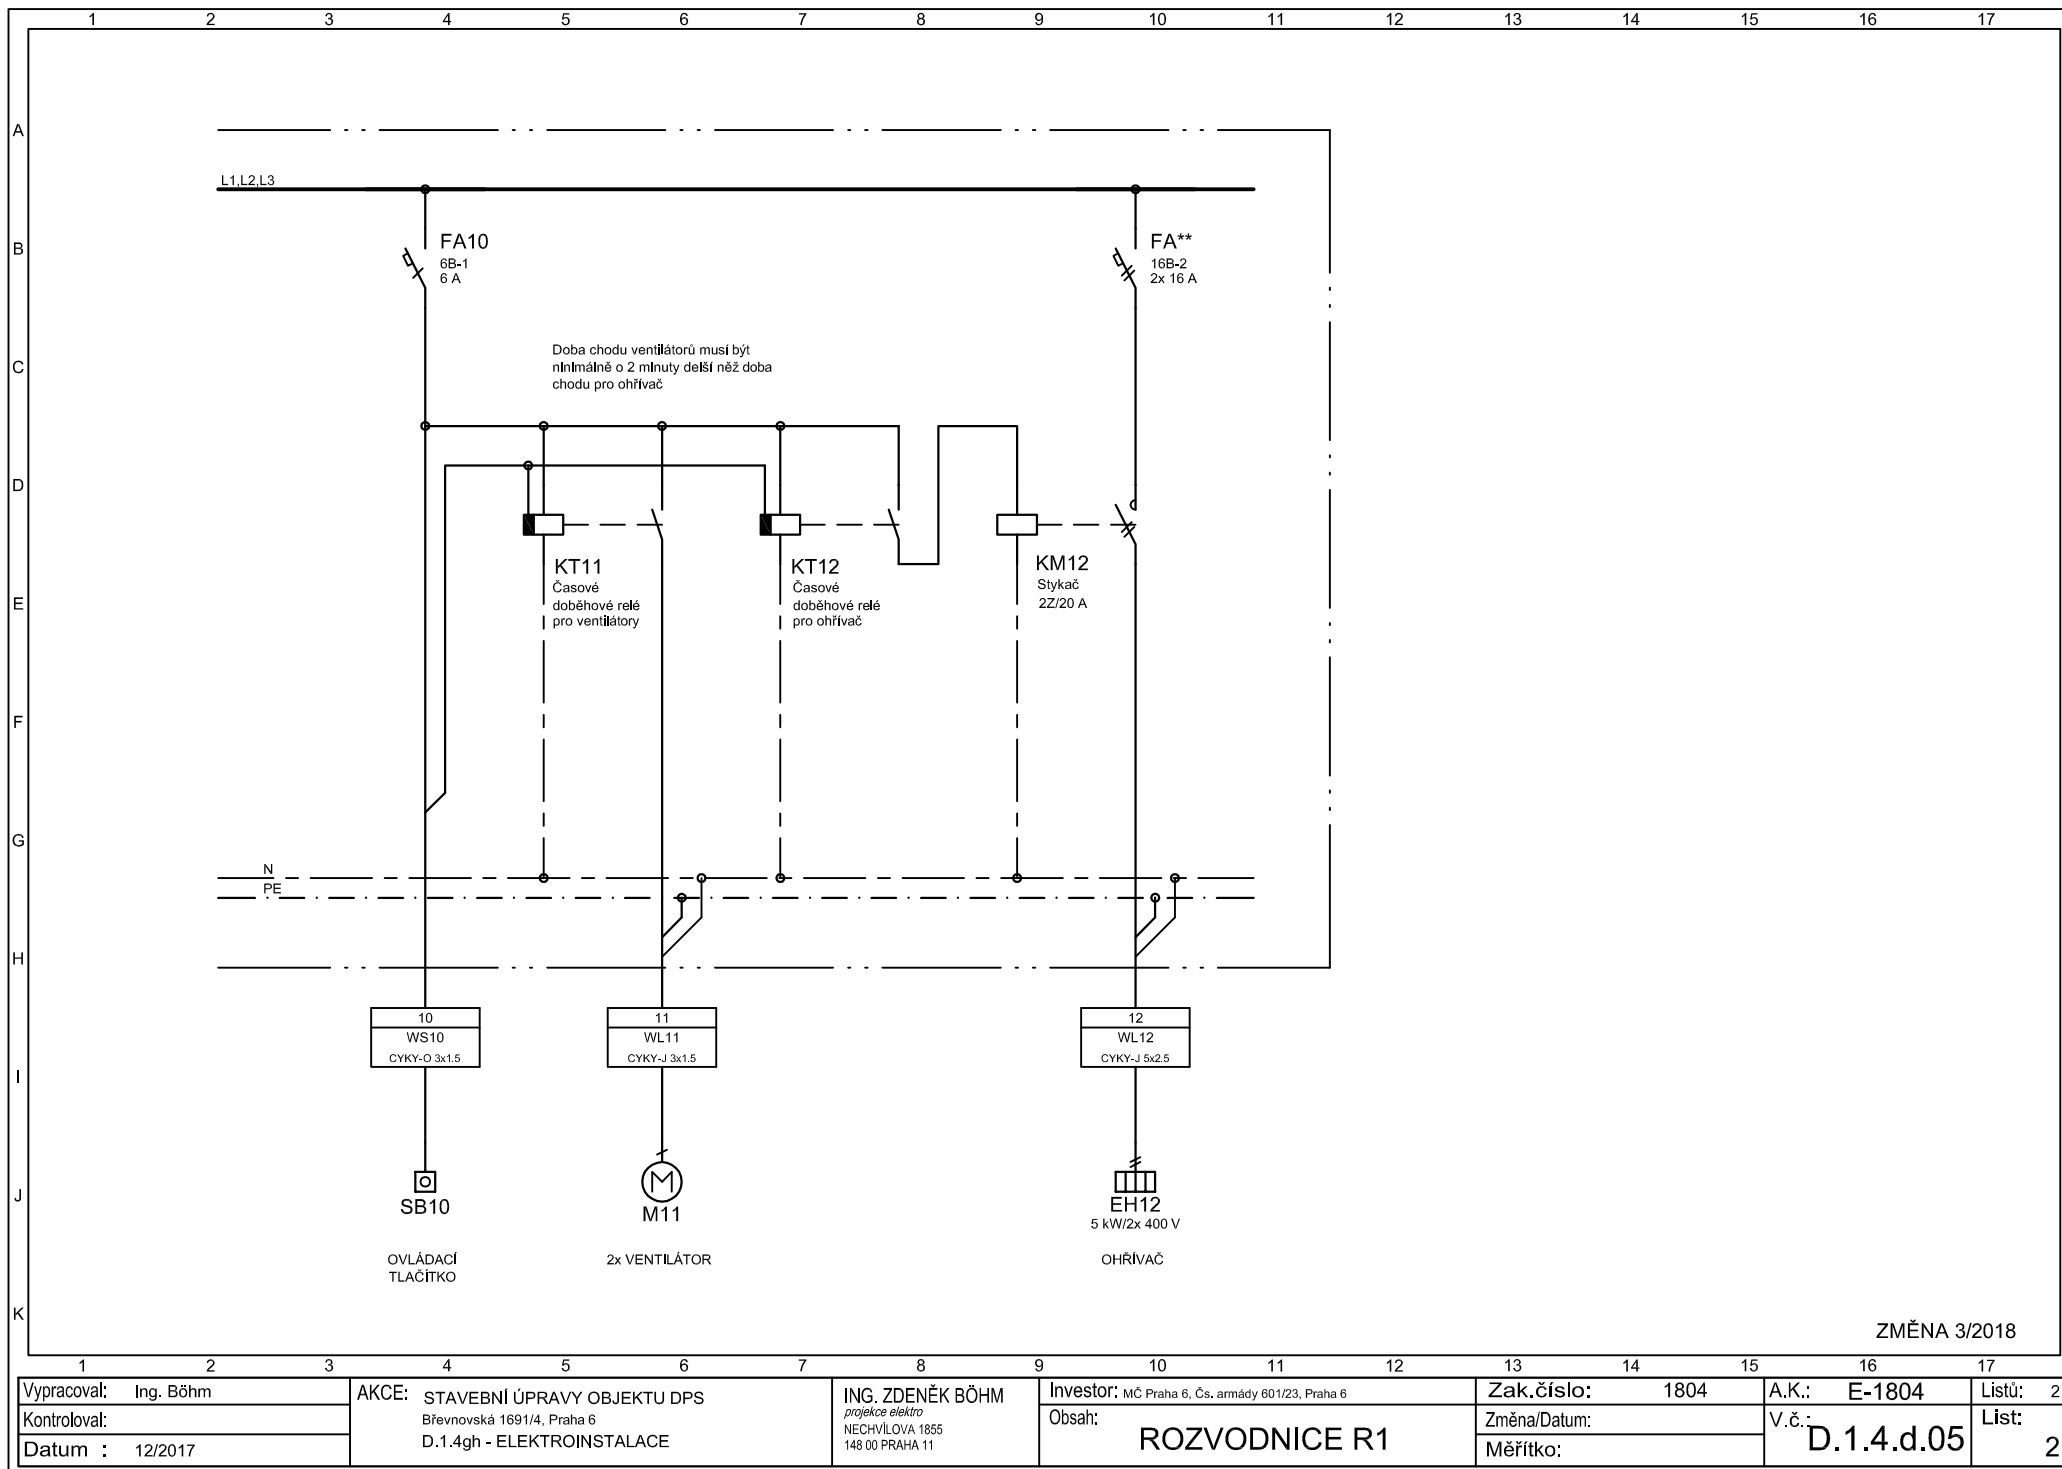 1 2 3 4 5 6 7 8 9 10 11 12 13 14 15 16 17
A
L1,L2,L3
B
FA10
6B-1
6 A
FA**
16B-2
2x 16 A
C
Doba chodu ventilátorů musí být
ninimálně o 2 minuty delší něž doba
chodu pro ohřívač
D
KT11
Časové
doběhové relé
pro ventilátory
KT12
Časové
doběhové relé
pro ohřívač
KM12
Stykač
2Z/20 A
E
F
G
N
PE
H
10
WS10
CYKY-O 3x1.5
11
WL11
CYKY-J 3x1.5
12
WL12
CYKY-J 5x2.5
I
J
SB10
M
M11
EH12
5 kW/2x 400 V
OVLÁDACÍ
TLAČÍTKO
2x VENTILÁTOR
OHŘÍVAČ
K
ZMĚNA 3/2018
1 2 3 4 5 6 7 8 9 10 11 12 13 14 15 16 17
Vypracoval: Ing. Böhm
Kontroloval:
Datum : 12/2017
AKCE: STAVEBNÍ ÚPRAVY OBJEKTU DPS
Břevnovská 1691/4, Praha 6
D.1.4gh - ELEKTROINSTALACE
ING. ZDENĚK BÖHM
projekce elektro
NECHVÍLOVA 1855
148 00 PRAHA 11
Investor: MČ Praha 6, Čs. armády 601/23, Praha 6
Obsah:
ROZVODNICE R1
Zak.číslo: 1804
Změna/Datum:
Měřítko:
A.K.: E-1804
V.č.: D.1.4.d.05
Listů: 2
List:
2